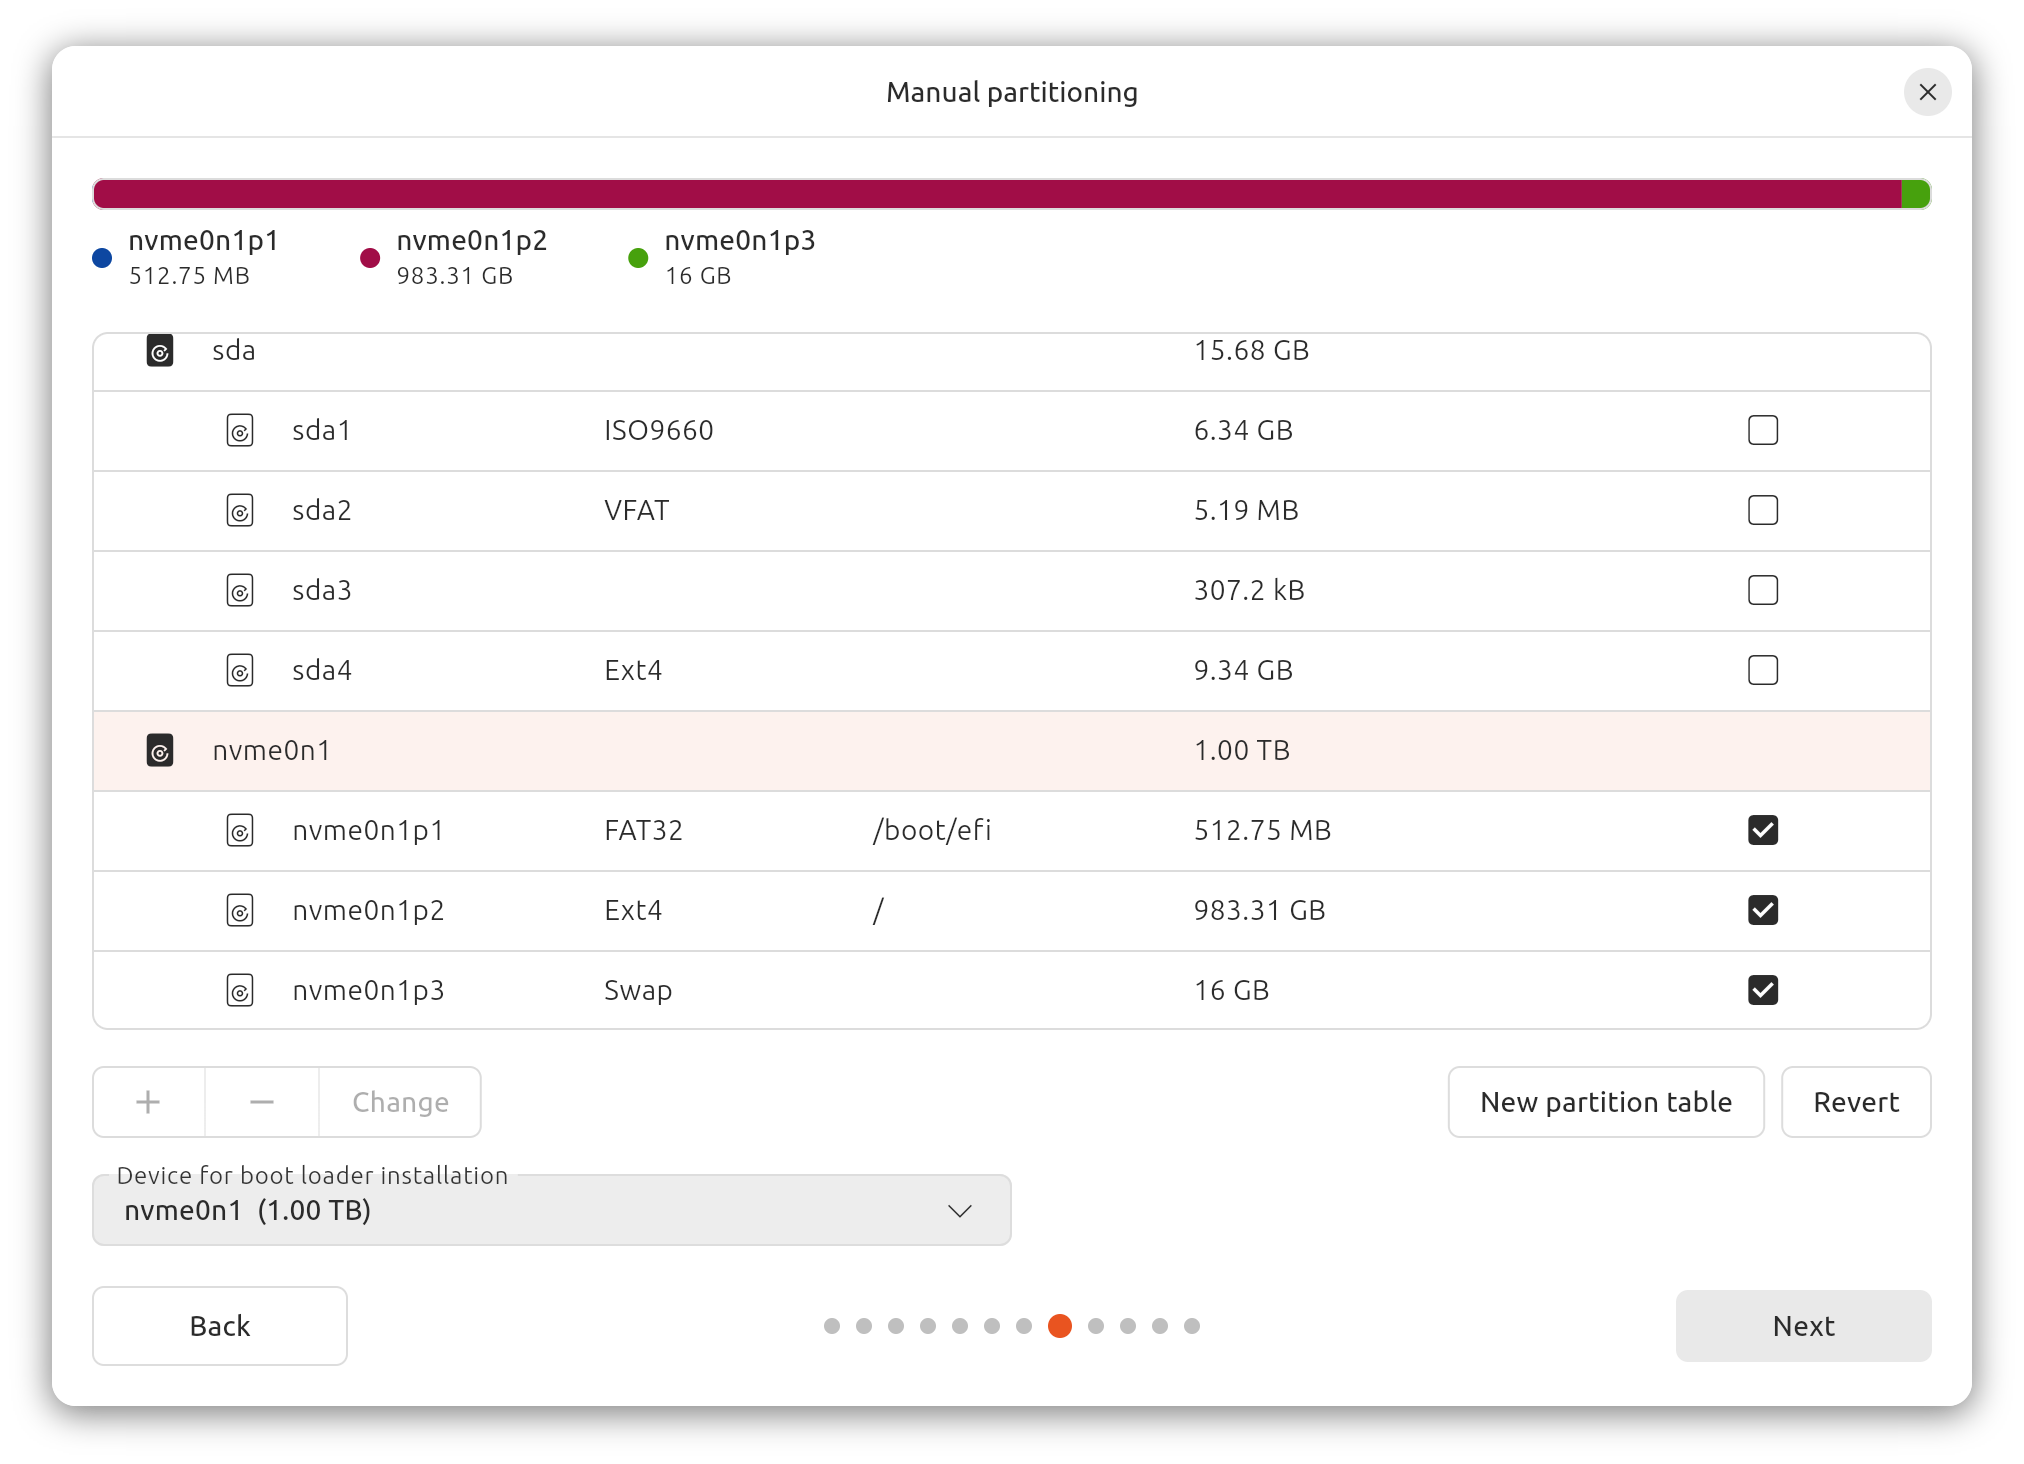 Manual partitioning
nvme0n1p1
512.75 MB
nvme0n1p2
983.31 GB
nvme0n1p3
16 GB
sda 15.68 GB
sda1 ISO9660 6.34 GB
sda2 VFAT 5.19 MB
sda3 307.2 kB
sda4 Ext4 9.34 GB
nvme0n1 1.00 TB
nvme0n1p1 FAT32 /boot/efi 512.75 MB
nvme0n1p2 Ext4 / 983.31 GB
nvme0n1p3 Swap 16 GB
Change New partition table Revert
Device for boot loader installation
nvme0n1 (1.00 TB)
Back Next